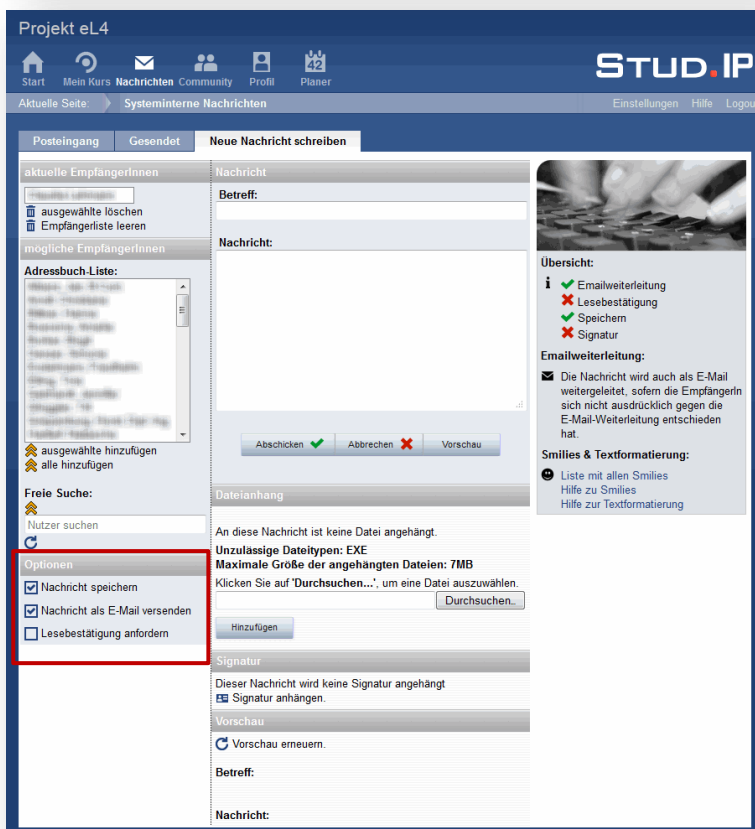 Projekt eL4
Start Mein Kurs Nachrichten Community Profil 42 Planer
STUD.IP
Aktuelle Seite: Systeminterne Nachrichten
Einstellungen Hilfe Logou
Posteingang Gesendet Neue Nachricht schreiben
aktuelle EmpfängerInnen
ausgewählte löschen
Empfängerliste leeren
mögliche EmpfängerInnen
Adressbuch-Liste:
ausgewählte hinzufügen
alle hinzufügen
Freie Suche:
Nutzer suchen
Optionen
Nachricht speichern
Nachricht als E-Mail versenden
Lesebestätigung anfordern
Nachricht
Betreff:
Nachricht:
Abschicken Abbrechen Vorschau
Dateianhang
An diese Nachricht ist keine Datei angehängt.
Unzulässige Dateitypen: EXE
Maximale Größe der angehängten Dateien: 7MB
Klicken Sie auf 'Durchsuchen...', um eine Datei auszuwählen.
Durchsuchen...
Hinzufügen
Signatur
Dieser Nachricht wird keine Signatur angehängt
Signatur anhängen.
Vorschau
Vorschau erneuern.
Betreff:
Nachricht:
Übersicht:
Emailweiterleitung
Lesebestätigung
Speichern
Signatur
Emailweiterleitung:
Die Nachricht wird auch als E-Mail
weitergeleitet, sofern die EmpfängerIn
sich nicht ausdrücklich gegen die
E-Mail-Weiterleitung entschieden
hat.
Smilies & Textformatierung:
Liste mit allen Smilies
Hilfe zu Smilies
Hilfe zur Textformatierung